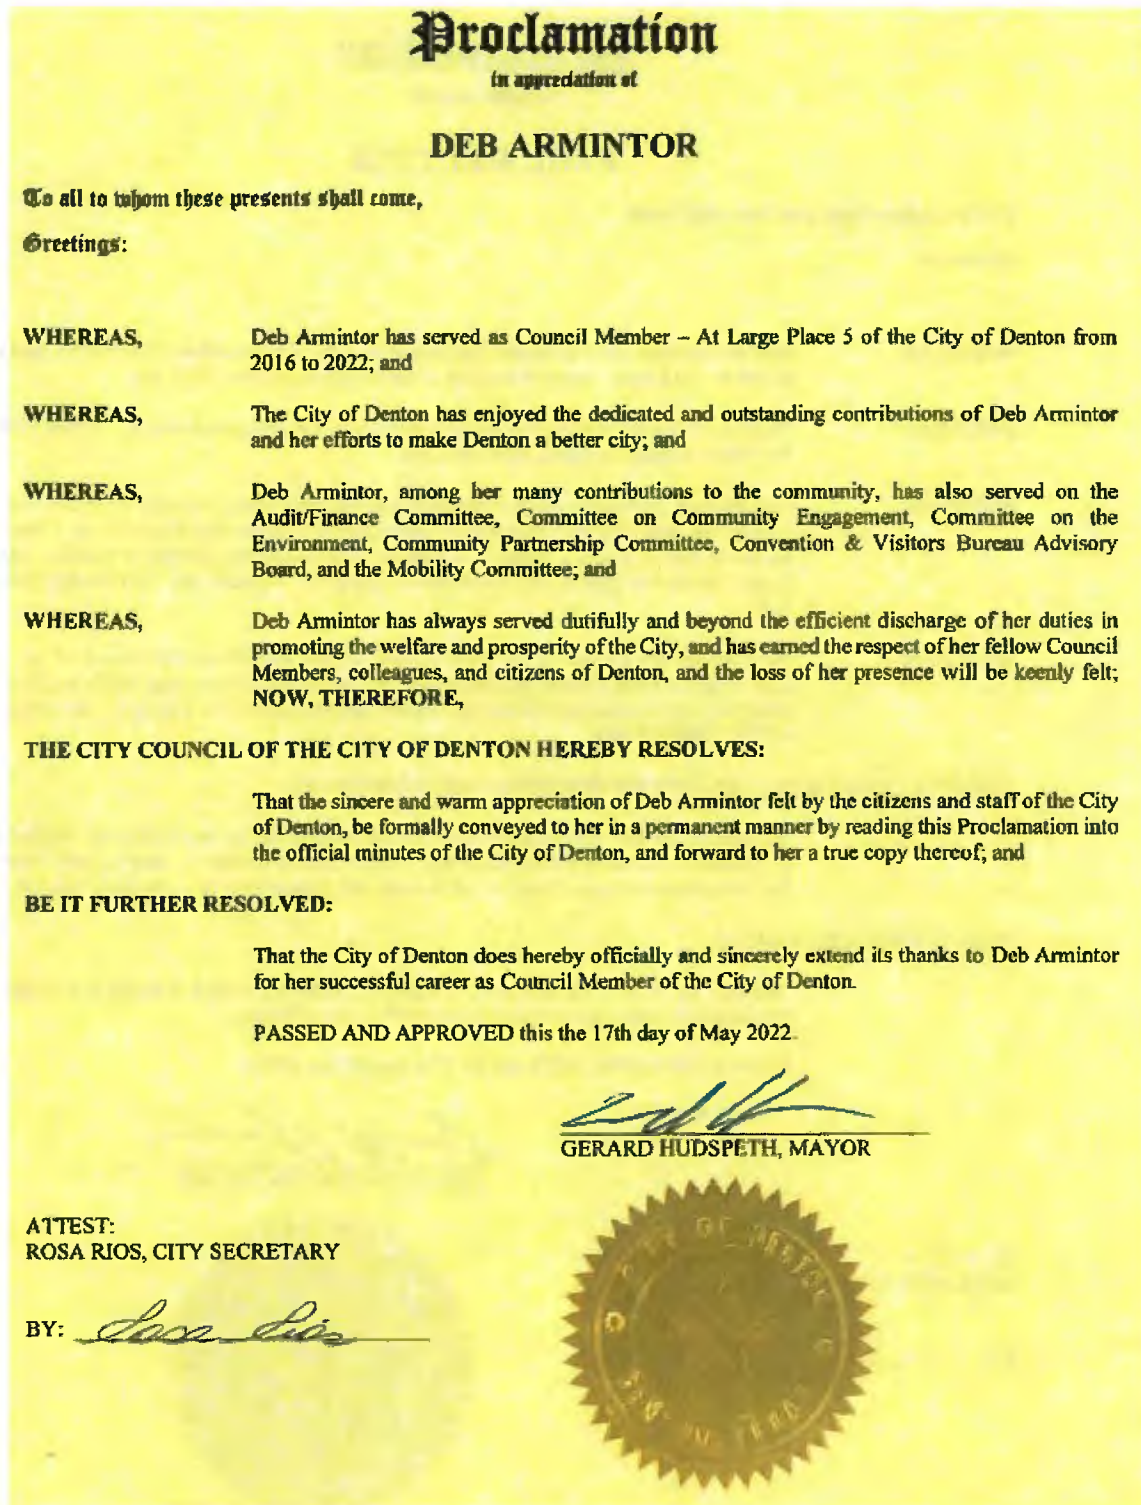 Proclamation
in appreciation of
DEB ARMINTOR
To all to whom these presents shall come,
Greetings:
WHEREAS, Deb Armintor has served as Council Member – At Large Place 5 of the City of Denton from
2016 to 2022; and
WHEREAS, The City of Denton has enjoyed the dedicated and outstanding contributions of Deb Armintor
and her efforts to make Denton a better city; and
WHEREAS, Deb Armintor, among her many contributions to the community, has also served on the
Audit/Finance Committee, Committee on Community Engagement, Committee on the
Environment, Community Partnership Committee, Convention & Visitors Bureau Advisory
Board, and the Mobility Committee; and
WHEREAS, Deb Armintor has always served dutifully and beyond the efficient discharge of her duties in
promoting the welfare and prosperity of the City, and has earned the respect of her fellow Council
Members, colleagues, and citizens of Denton, and the loss of her presence will be keenly felt;
NOW, THEREFORE,
THE CITY COUNCIL OF THE CITY OF DENTON HEREBY RESOLVES:
That the sincere and warm appreciation of Deb Armintor felt by the citizens and staff of the City
of Denton, be formally conveyed to her in a permanent manner by reading this Proclamation into
the official minutes of the City of Denton, and forward to her a true copy thereof; and
BE IT FURTHER RESOLVED:
That the City of Denton does hereby officially and sincerely extend its thanks to Deb Armintor
for her successful career as Council Member of the City of Denton.
PASSED AND APPROVED this the 17th day of May 2022.
GERARD HUDSPETH, MAYOR
CITY OF DENTON
ATTEST:
ROSA RIOS, CITY SECRETARY
BY: Rosa Rios